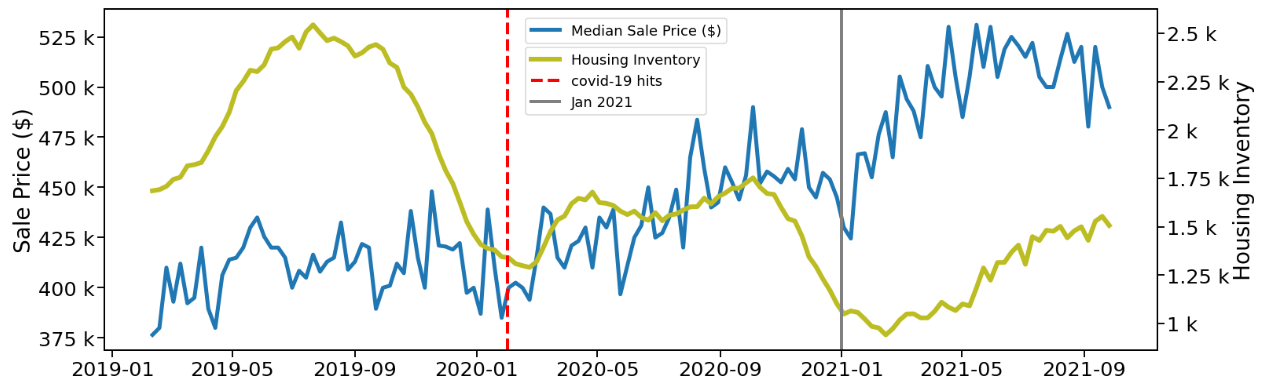 Median Sale Price ($)
Housing Inventory
covid-19 hits
Jan 2021
Sale Price ($)
525 k
500 k
475 k
450 k
425 k
400 k
375 k
2.5 k
2.25 k
2 k
1.75 k
1.5 k
1.25 k
1 k
Housing Inventory
2019-01 2019-05 2019-09 2020-01 2020-05 2020-09 2021-01 2021-05 2021-09